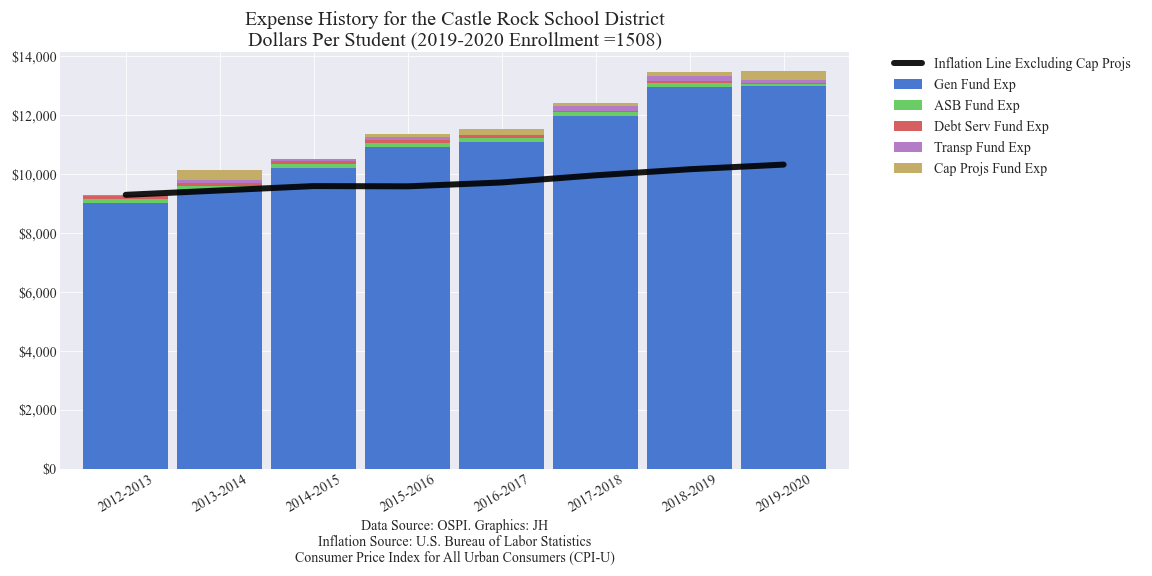 Expense History for the Castle Rock School District
Dollars Per Student (2019-2020 Enrollment =1508)
$14,000
$12,000
$10,000
$8,000
$6,000
$4,000
$2,000
$0
2012-2013
2013-2014
2014-2015
2015-2016
2016-2017
2017-2018
2018-2019
2019-2020
Inflation Line Excluding Cap Projs
Gen Fund Exp
ASB Fund Exp
Debt Serv Fund Exp
Transp Fund Exp
Cap Projs Fund Exp
Data Source: OSPI. Graphics: JH
Inflation Source: U.S. Bureau of Labor Statistics
Consumer Price Index for All Urban Consumers (CPI-U)